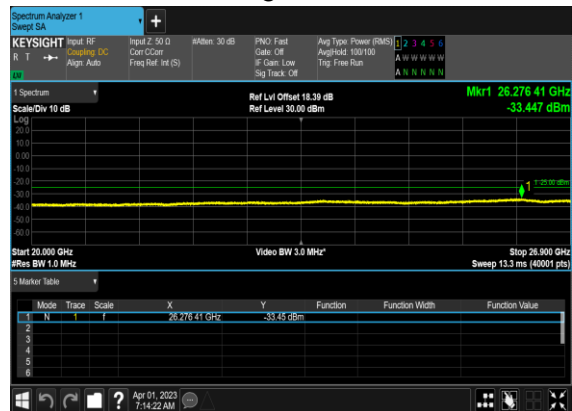 Spectrum Analyzer 1
Swept SA
+
KEYSIGHT Input: RF Input Z: 50 Ω #Atten: 30 dB PNO: Fast Avg Type: Power (RMS) 1 2 3 4 5 6
R T Coupling: DC Corr CCorr Gate: Off Avg|Hold: 100/100 A W W W W W
Align: Auto Freq Ref: Int (S) IF Gain: Low Trig: Free Run
LW Sig Track: Off A N N N N N
1 Spectrum Ref Lvl Offset 18.39 dB Mkr1 26.276 41 GHz
Scale/Div 10 dB Ref Level 30.00 dBm -33.447 dBm
Log
20.0
10.0
0.00
-10.0
-20.0
1 -25.00 dBm
-30.0
-40.0
-50.0
-60.0
Start 20.000 GHz Video BW 3.0 MHz* Stop 26.900 GHz
#Res BW 1.0 MHz Sweep 13.3 ms (40001 pts)
5 Marker Table
Mode Trace Scale X Y Function Function Width Function Value
1 N 1 f 26.276 41 GHz -33.45 dBm
2
3
4
5
6
? Apr 01, 2023
7:14:22 AM